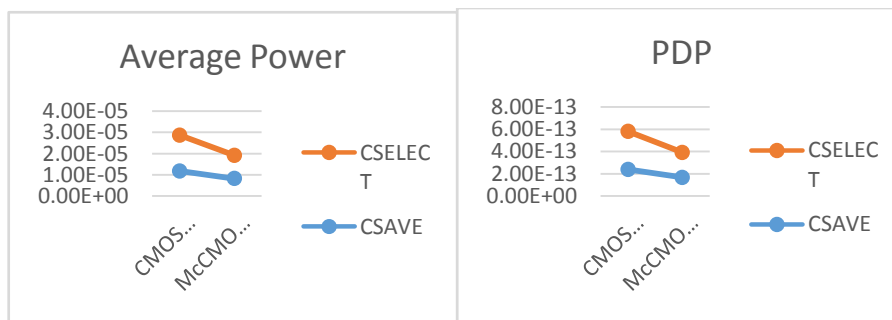 Average Power
4.00E-05
3.00E-05
2.00E-05
1.00E-05
0.00E+00
CMOS...
McCMO...
CSELEC
T
CSAVE
PDP
8.00E-13
6.00E-13
4.00E-13
2.00E-13
0.00E+00
CMOS...
McCMO...
CSELEC
T
CSAVE